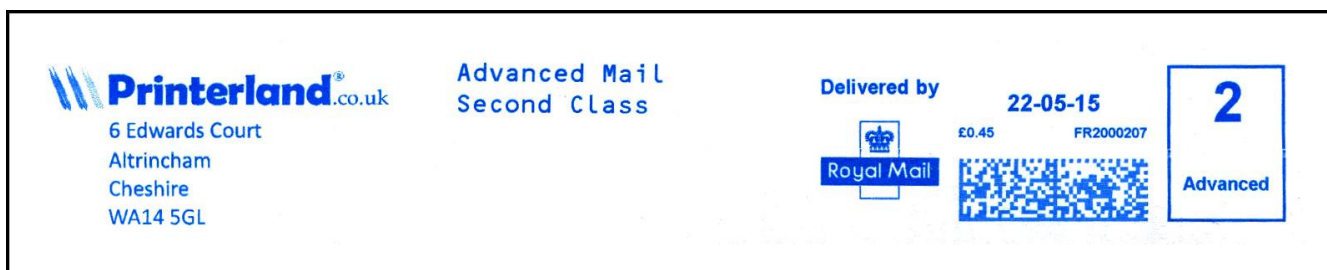 Printerland®.co.uk
6 Edwards Court
Altrincham
Cheshire
WA14 5GL
Advanced Mail
Second Class
Delivered by
Royal Mail
22-05-15
£0.45 FR2000207
2
Advanced